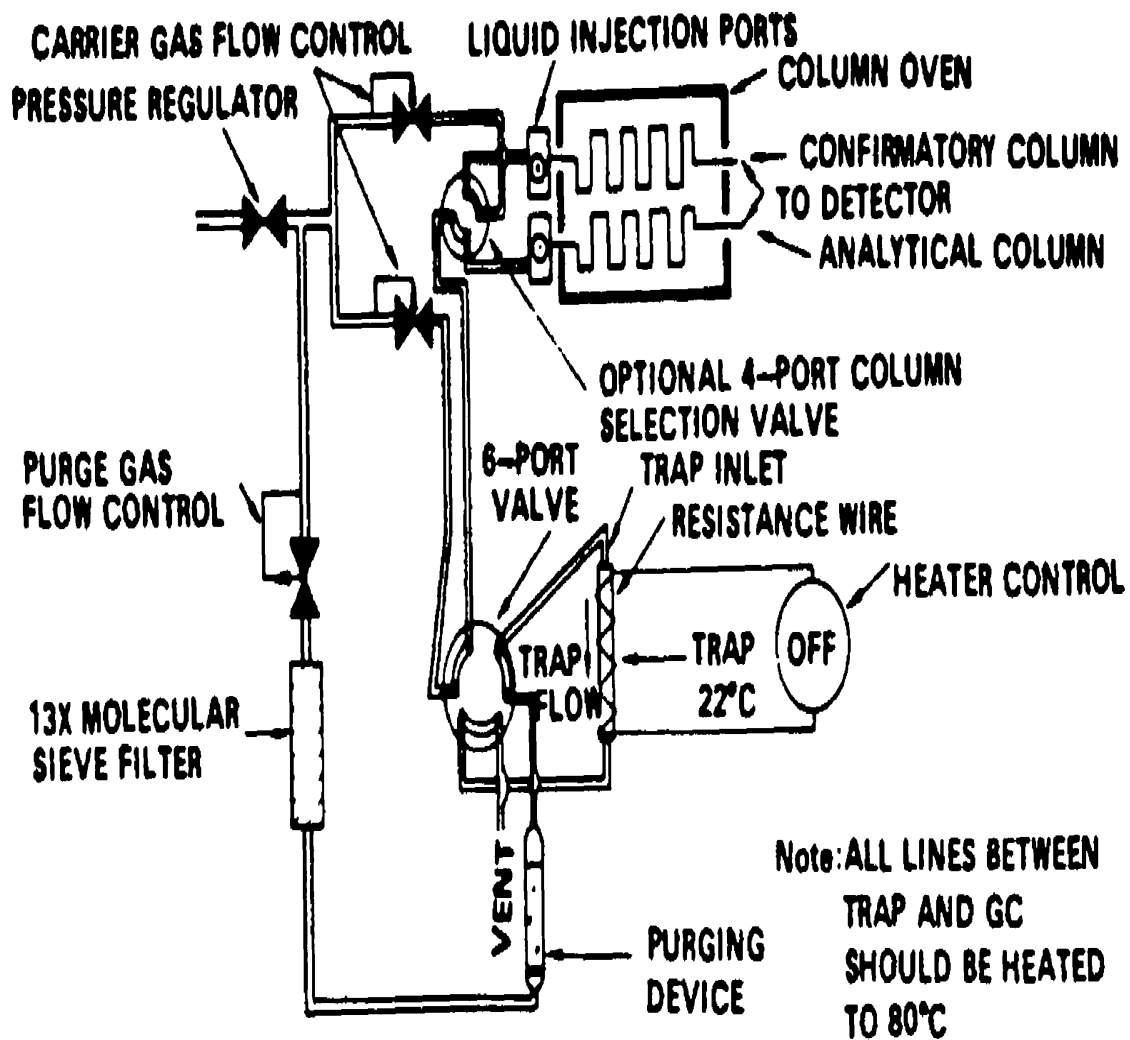 CARRIER GAS FLOW CONTROL
PRESSURE REGULATOR
LIQUID INJECTION PORTS
COLUMN OVEN
CONFIRMATORY COLUMN
TO DETECTOR
ANALYTICAL COLUMN
OPTIONAL 4-PORT COLUMN
SELECTION VALVE
PURGE GAS
FLOW CONTROL
6-PORT
VALVE
TRAP INLET
RESISTANCE WIRE
HEATER CONTROL
TRAP
FLOW
TRAP
22°C
OFF
13X MOLECULAR
SIEVE FILTER
VENT
PURGING
DEVICE
Note: ALL LINES BETWEEN
TRAP AND GC
SHOULD BE HEATED
TO 80°C